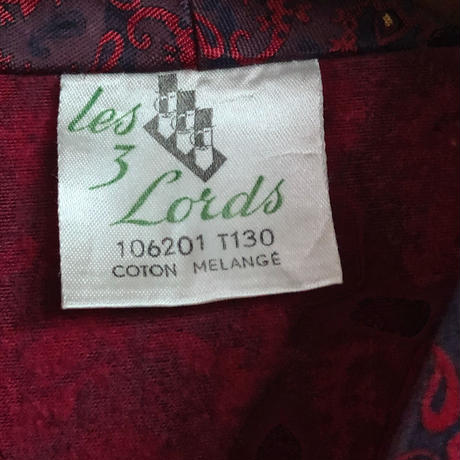 les
3
Lords
106201 T130
COTON MELANGÉ